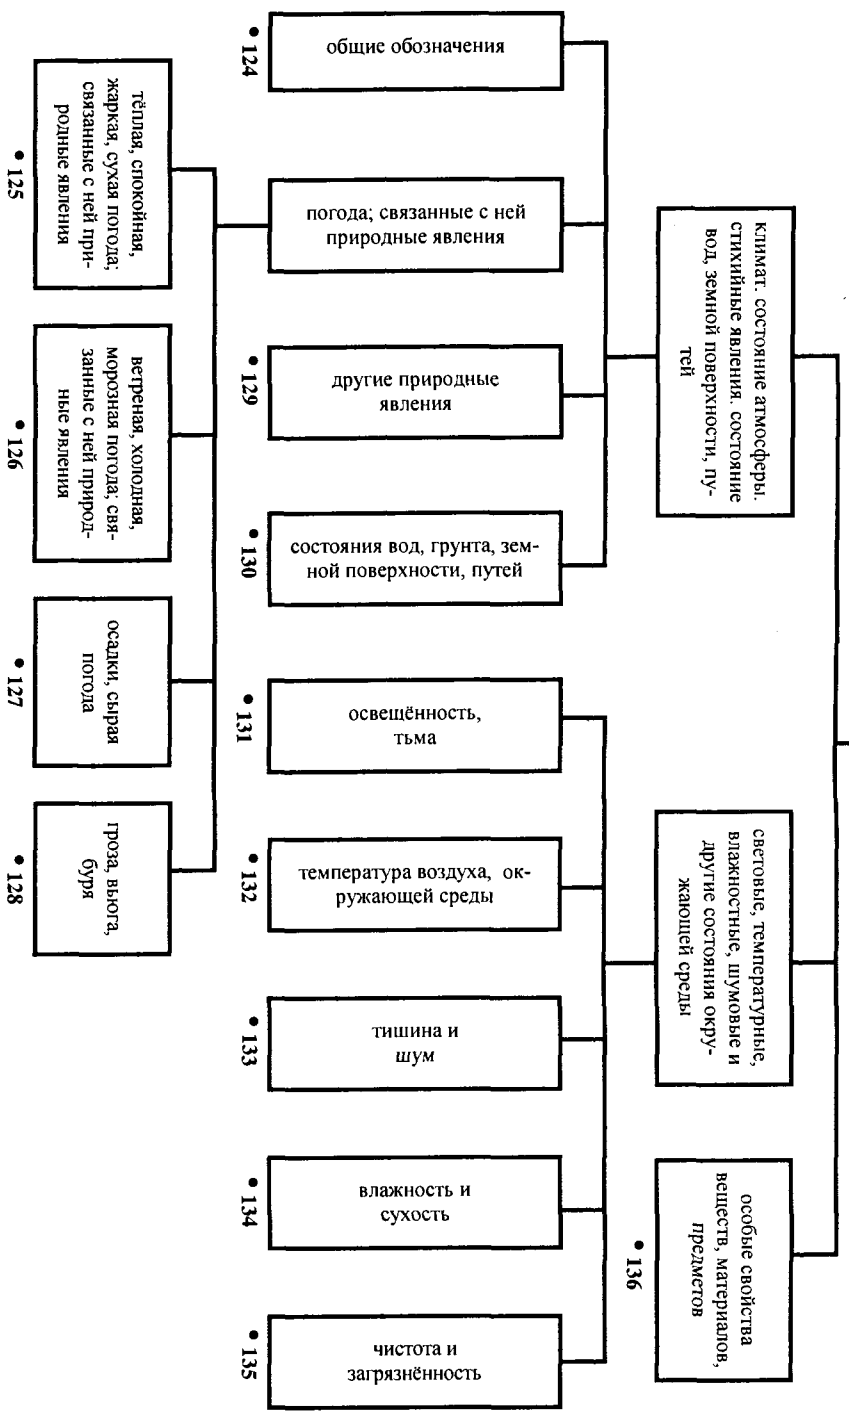 климат. состояние атмосферы.
стихийные явления. состояние
вод, земной поверхности, пу-
тей
световые, температурные,
влажностные, шумовые и
другие состояния окру-
жающей среды
особые свойства
веществ, материалов,
предметов
• 136
общие обозначения
• 124
погода; связанные с ней
природные явления
другие природные
явления
• 129
состояния вод, грунта, зем-
ной поверхности, путей
• 130
освещённость,
тьма
• 131
температура воздуха, ок-
ружающей среды
• 132
тишина и
шум
• 133
влажность и
сухость
• 134
чистота и
загрязнённость
• 135
тёплая, спокойная,
жаркая, сухая погода;
связанные с ней при-
родные явления
• 125
ветреная, холодная,
морозная погода; свя-
занные с ней природ-
ные явления
• 126
осадки, сырая
погода
• 127
гроза, вьюга,
буря
• 128